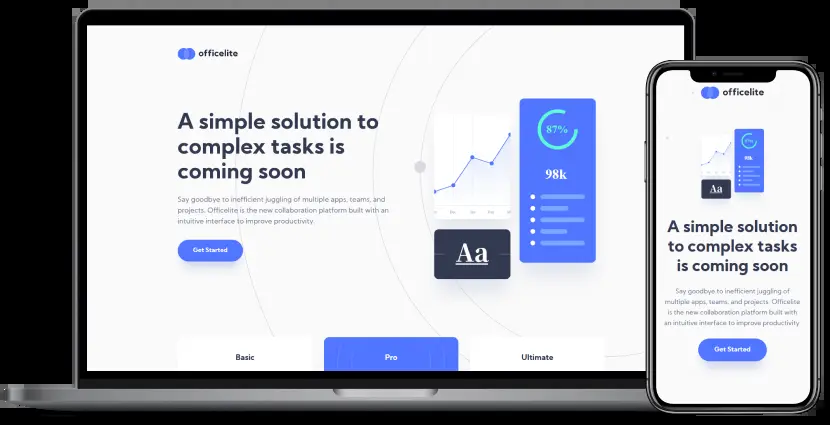 officelite
A simple solution to
complex tasks is
coming soon
Say goodbye to inefficient juggling of multiple apps, teams, and
projects. Officelite is the new collaboration platform built with an
intuitive interface to improve productivity.
Get Started
87%
98k
Aa
Basic
Pro
Ultimate
officelite
98k
Aa
A simple solution
to complex tasks
is coming soon
Say goodbye to inefficient juggling of
multiple apps, teams, and projects. Officelite
is the new collaboration platform built with
an intuitive interface to improve productivity
Get Started